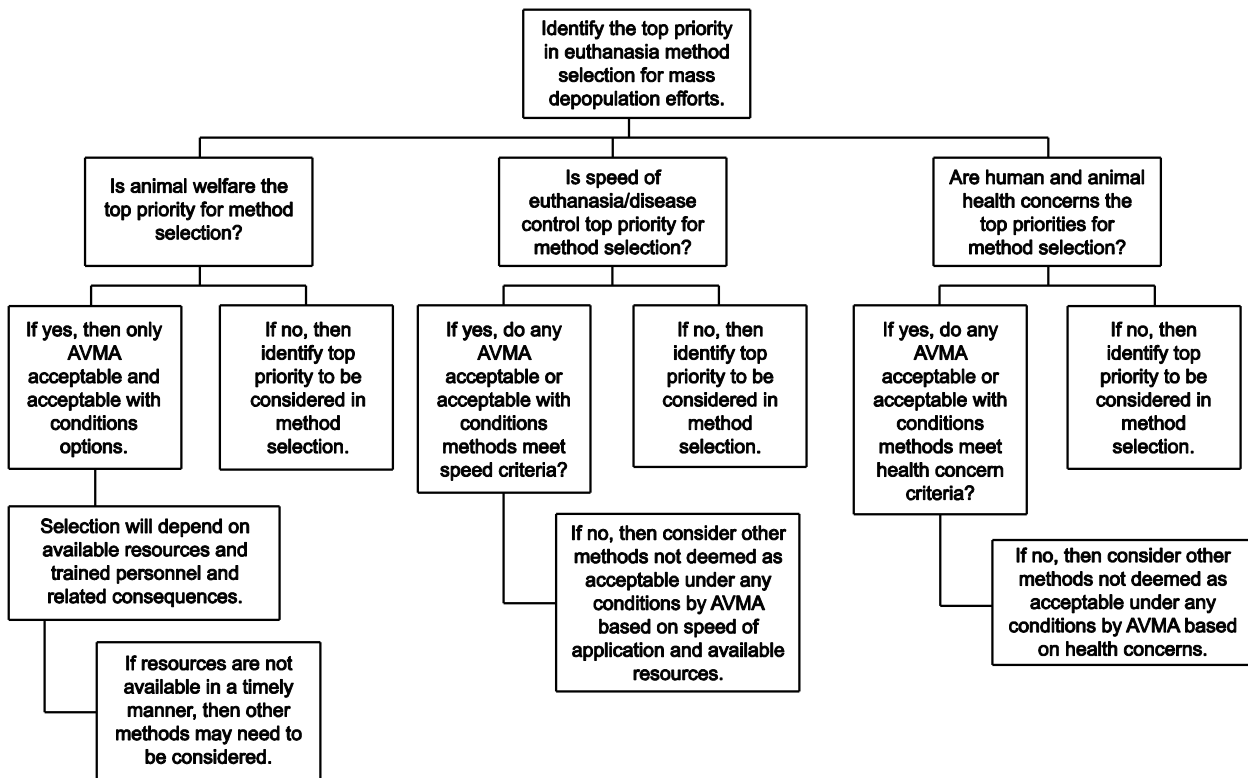 Identify the top priority
in euthanasia method
selection for mass
depopulation efforts.
Is animal welfare the
top priority for method
selection?
Is speed of
euthanasia/disease
control top priority for
method selection?
Are human and animal
health concerns the
top priorities for
method selection?
If yes, then only
AVMA
acceptable and
acceptable with
conditions
options.
If no, then
identify top
priority to be
considered in
method
selection.
If yes, do any
AVMA
acceptable or
acceptable with
conditions
methods meet
speed criteria?
If no, then
identify top
priority to be
considered in
method
selection.
If yes, do any
AVMA
acceptable or
acceptable with
conditions
methods meet
health concern
criteria?
If no, then
identify top
priority to be
considered in
method
selection.
Selection will depend on
available resources and
trained personnel and
related consequences.
If no, then consider other
methods not deemed as
acceptable under any
conditions by AVMA
based on speed of
application and available
resources.
If no, then consider other
methods not deemed as
acceptable under any
conditions by AVMA based
on health concerns.
If resources are not
available in a timely
manner, then other
methods may need to
be considered.